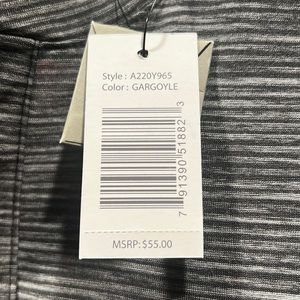 Style : A220Y965
Color : GARGOYLE
7 91390 51882 3
MSRP: $55.00